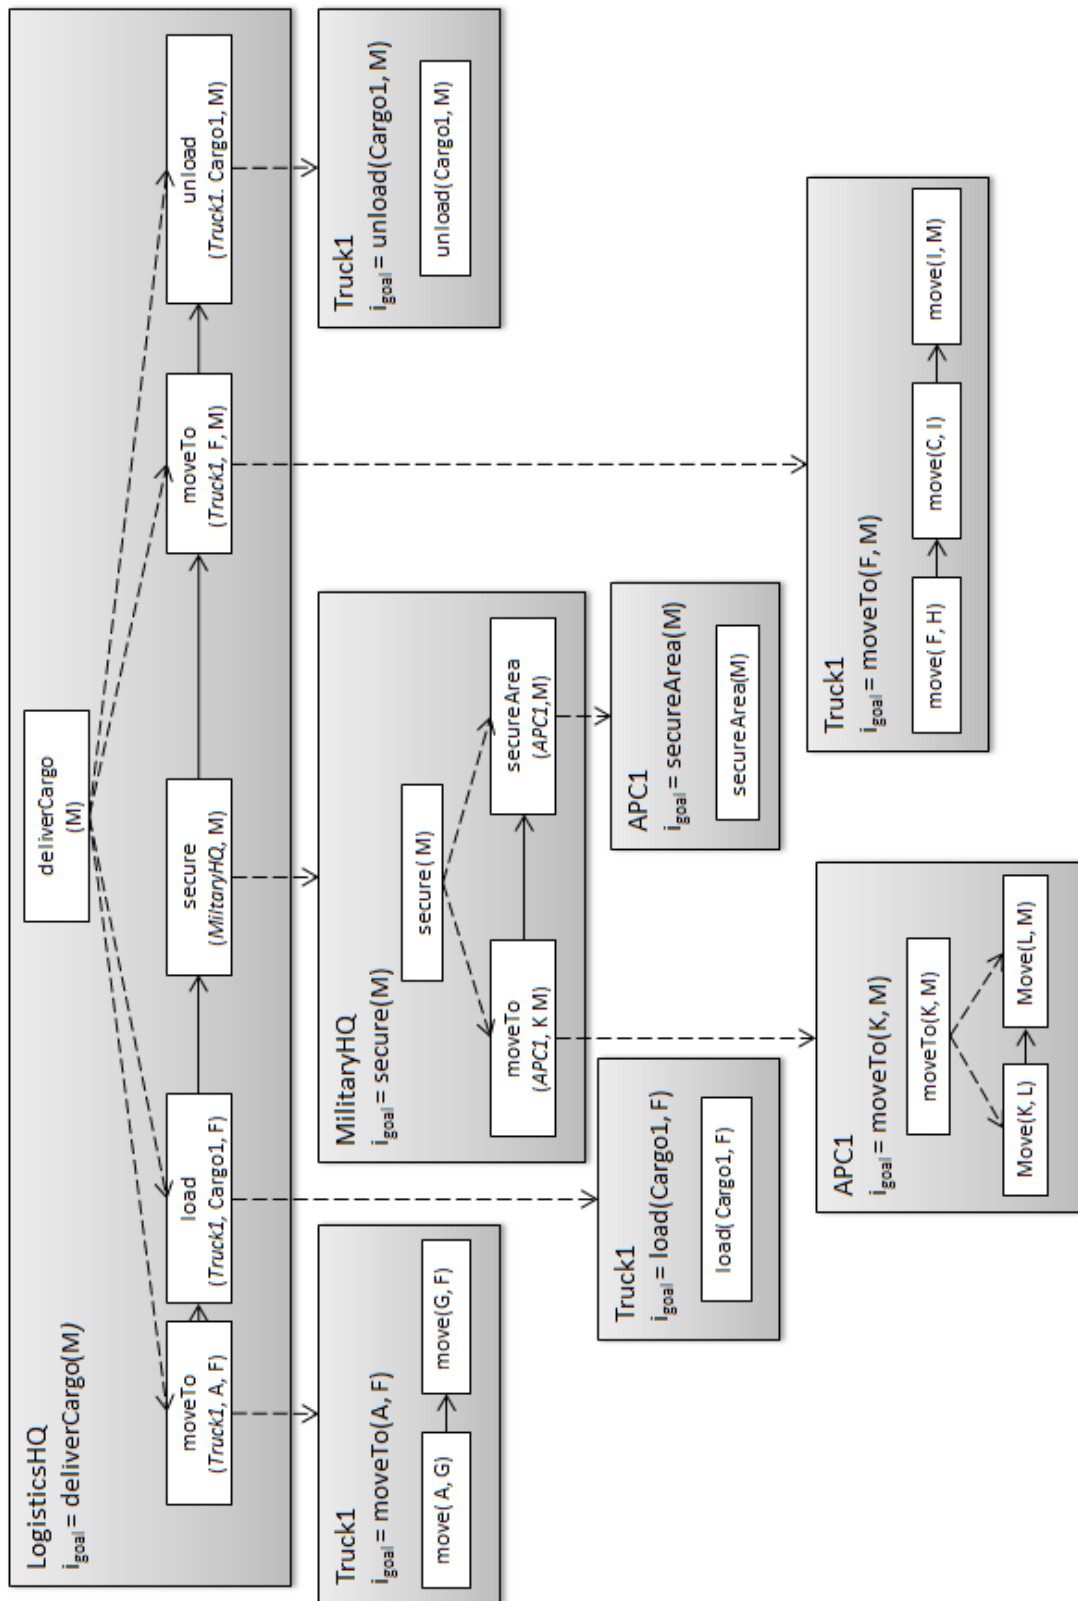 LogisticsHQ
igoal = deliverCargo(M)
deliverCargo
(M)
moveTo
(Truck1, A, F)
load
(Truck1, Cargo1, F)
secure
(MiltaryHQ, M)
moveTo
(Truck1, F, M)
unload
(Truck1. Cargo1, M)
Truck1
igoal = moveTo(A, F)
move( A, G)
move(G, F)
MilitaryHQ
igoal = secure(M)
secure( M)
moveTo
(APC1, K M)
secureArea
(APC1,M)
Truck1
igoal = unload(Cargo1, M)
unload(Cargo1, M)
Truck1
igoal = load(Cargo1, F)
load( Cargo1, F)
APC1
igoal = secureArea(M)
secureArea(M)
APC1
igoal = moveTo(K, M)
moveTo(K, M)
Move(K, L)
Move(L, M)
Truck1
igoal = moveTo(F, M)
move( F, H)
move(C, I)
move(I, M)